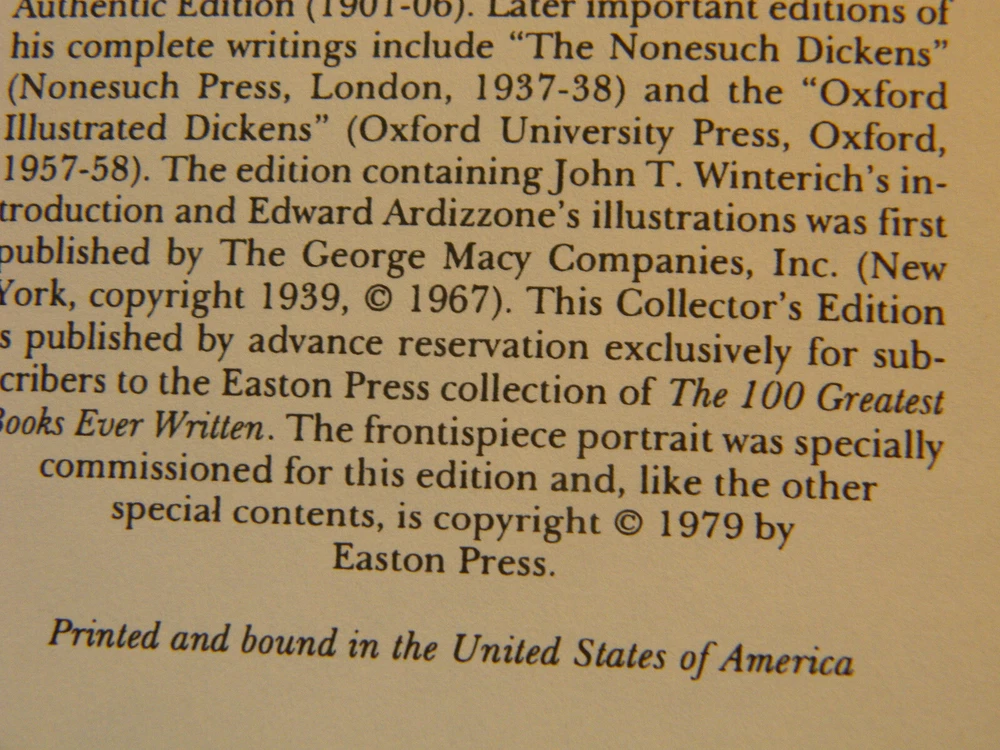 Authentic Edition (1901-06). Later important editions of
his complete writings include “The Nonesuch Dickens”
(Nonesuch Press, London, 1937-38) and the “Oxford
Illustrated Dickens” (Oxford University Press, Oxford,
1957-58). The edition containing John T. Winterich’s in-
troduction and Edward Ardizzone’s illustrations was first
published by The George Macy Companies, Inc. (New
York, copyright 1939, © 1967). This Collector’s Edition
s published by advance reservation exclusively for sub-
cribers to the Easton Press collection of The 100 Greatest
Books Ever Written. The frontispiece portrait was specially
commissioned for this edition and, like the other
special contents, is copyright © 1979 by
Easton Press.
Printed and bound in the United States of America